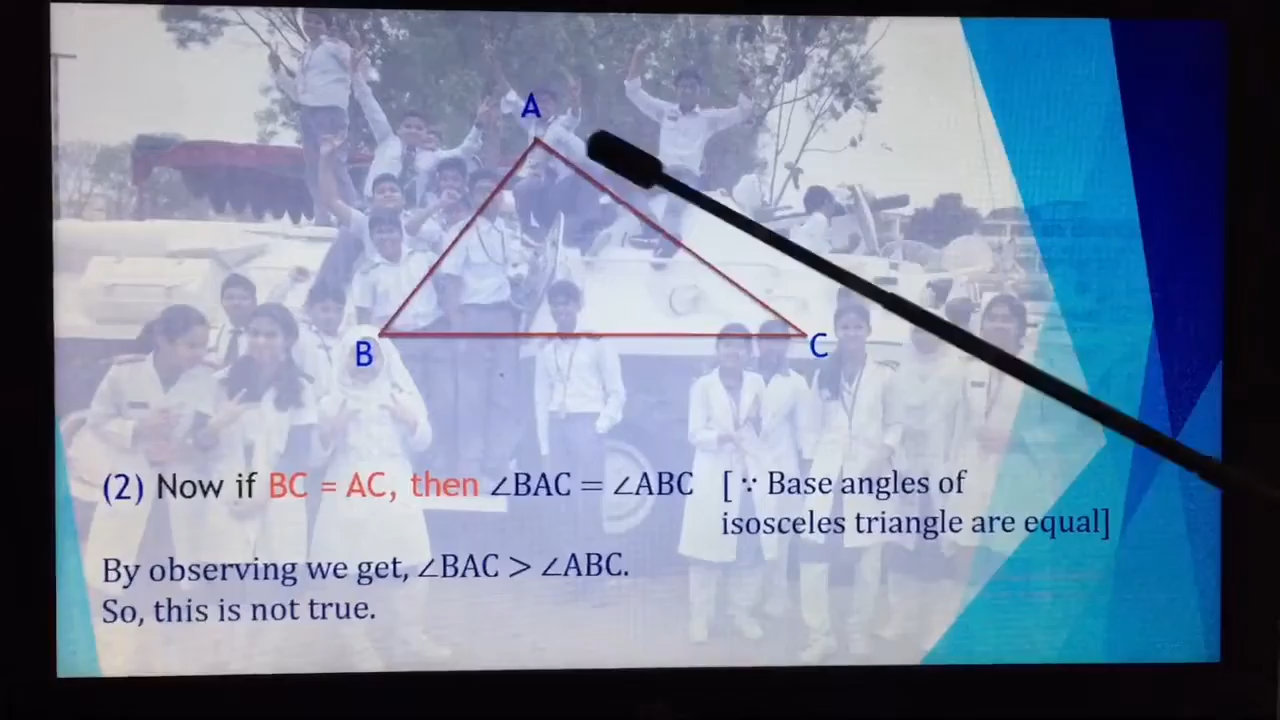 A
B
C
(2) Now if BC = AC, then ∠BAC = ∠ABC [∵ Base angles of
isosceles triangle are equal]
By observing we get, ∠BAC > ∠ABC.
So, this is not true.